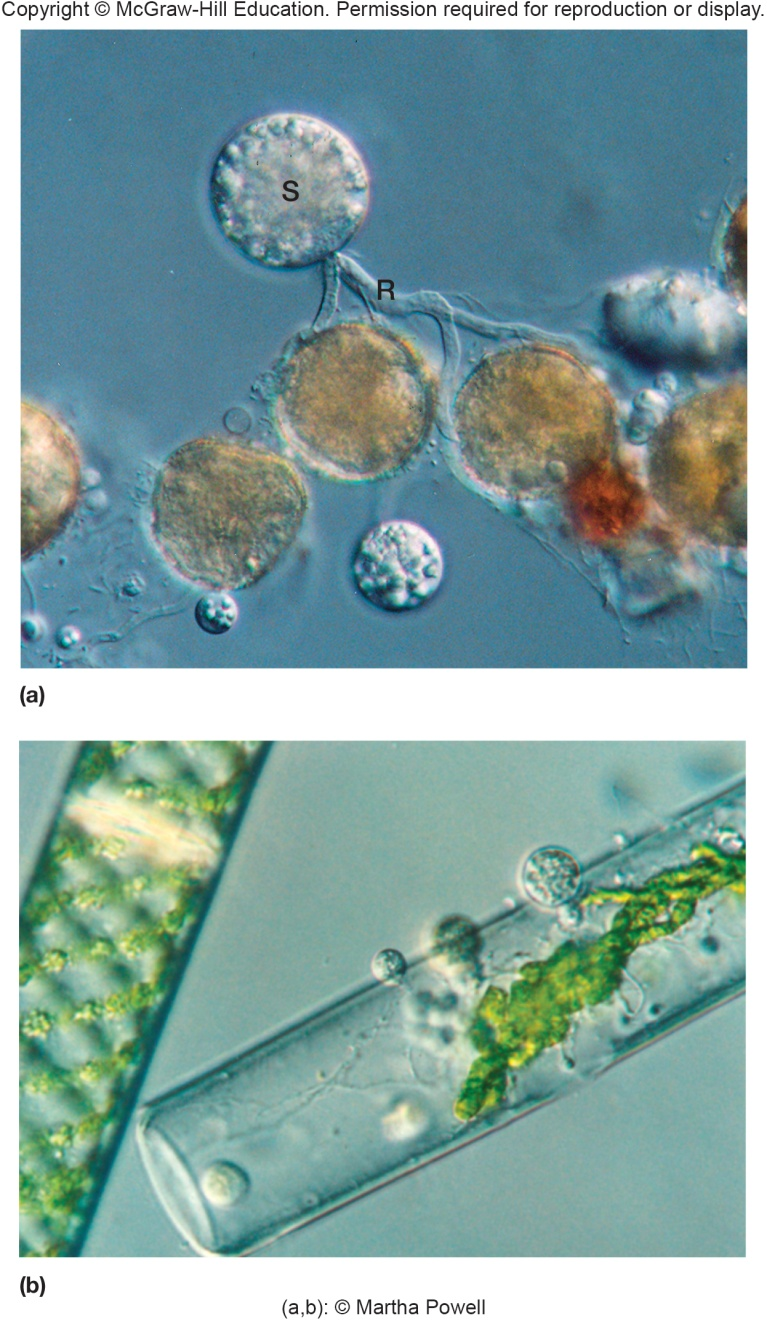 Copyright © McGraw-Hill Education. Permission required for reproduction or display.
S
R
(a)
(b)
(a,b): © Martha Powell